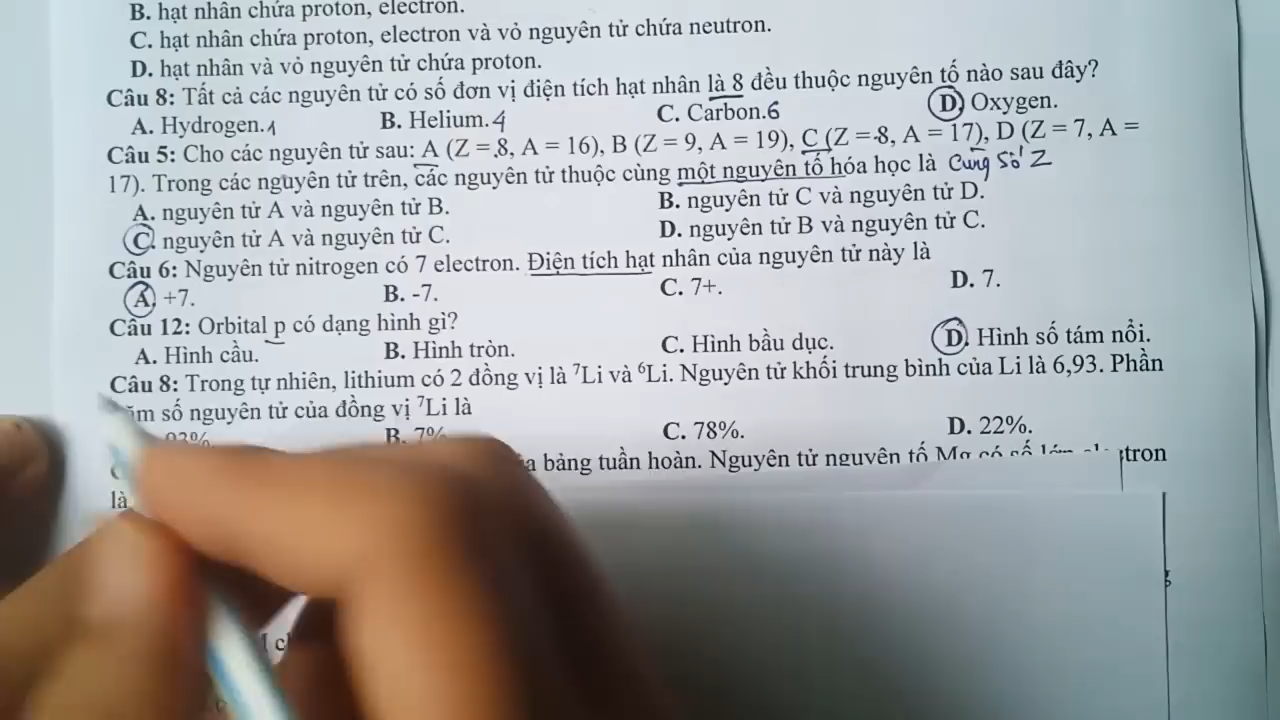 B. hạt nhân chứa proton, electron.
C. hạt nhân chứa proton, electron và vỏ nguyên tử chứa neutron.
D. hạt nhân và vỏ nguyên tử chứa proton.
Câu 8: Tất cả các nguyên tử có số đơn vị điện tích hạt nhân là 8 đều thuộc nguyên tố nào sau đây?
A. Hydrogen.1 B. Helium.4 C. Carbon.6 D. Oxygen.
Câu 5: Cho các nguyên tử sau: A (Z = 8, A = 16), B (Z = 9, A = 19), C (Z = 8, A = 17), D (Z = 7, A =
17). Trong các nguyên tử trên, các nguyên tử thuộc cùng một nguyên tố hóa học là Cùng số Z
A. nguyên tử A và nguyên tử B. B. nguyên tử C và nguyên tử D.
C. nguyên tử A và nguyên tử C. D. nguyên tử B và nguyên tử C.
Câu 6: Nguyên tử nitrogen có 7 electron. Điện tích hạt nhân của nguyên tử này là
A. +7. B. -7. C. 7+. D. 7.
Câu 12: Orbital p có dạng hình gì?
A. Hình cầu. B. Hình tròn. C. Hình bầu dục. D. Hình số tám nổi.
Câu 8: Trong tự nhiên, lithium có 2 đồng vị là ⁷Li và ⁶Li. Nguyên tử khối trung bình của Li là 6,93. Phần
số nguyên tử của đồng vị ⁷Li là
93% B. 7% C. 78%. D. 22%.
bảng tuần hoàn. Nguyên tử nguyên tố Mg có số
là